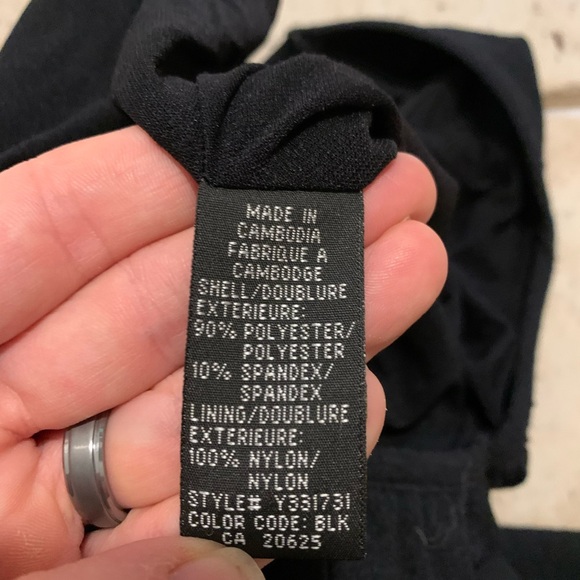 MADE IN
CAMBODIA
FABRIQUE A
CAMBODGE
SHELL/DOUBLURE
EXTERIEURE:
90% POLYESTER/
POLYESTER
10% SPANDEX/
SPANDEX
LINING/DOUBLURE
EXTERIEURE:
100% NYLON/
NYLON
STYLE# Y331731
COLOR CODE: BLK
CA 20625